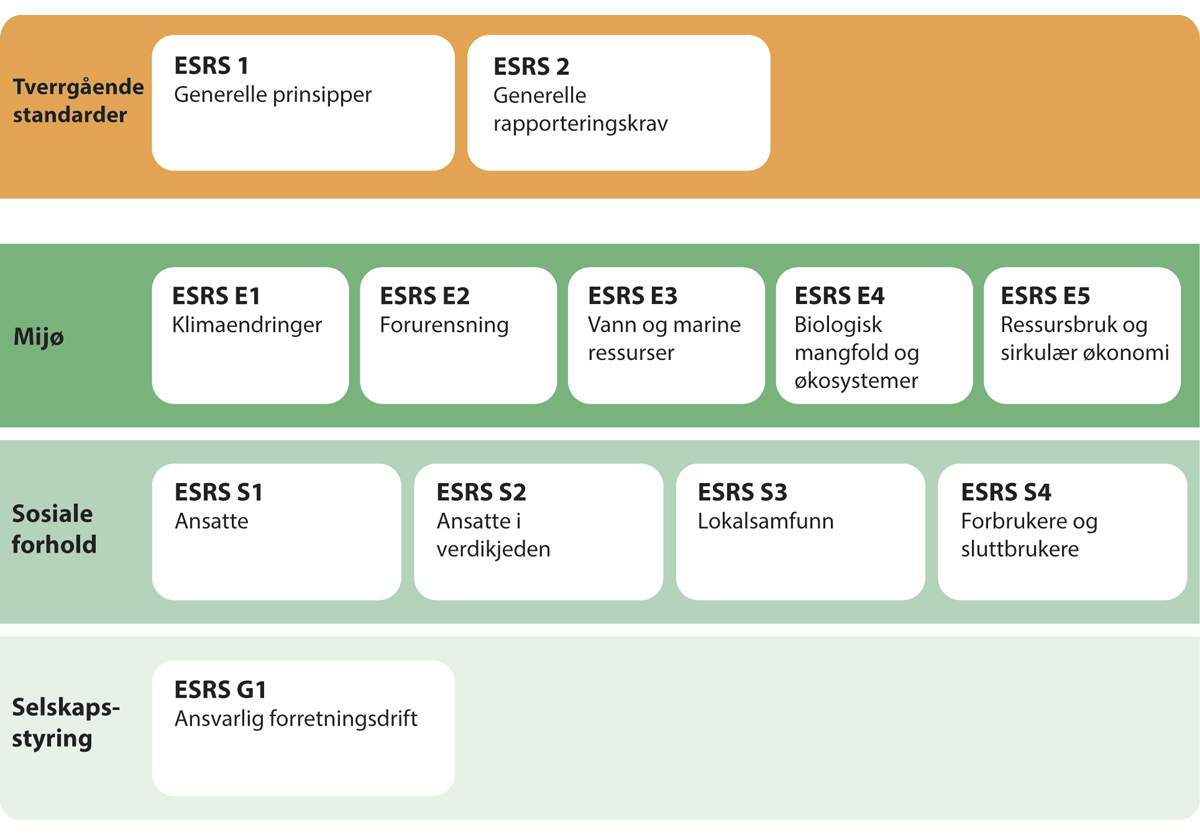 Tverrgående
standarder
ESRS 1
Generelle prinsipper
ESRS 2
Generelle
rapporteringskrav
Mijø
ESRS E1
Klimaendringer
ESRS E2
Forurensning
ESRS E3
Vann og marine
ressurser
ESRS E4
Biologisk
mangfold og
økosystemer
ESRS E5
Ressursbruk og
sirkulær økonomi
Sosiale
forhold
ESRS S1
Ansatte
ESRS S2
Ansatte i
verdikjeden
ESRS S3
Lokalsamfunn
ESRS S4
Forbrukere og
sluttbrukere
Selskaps-
styring
ESRS G1
Ansvarlig forretningsdrift